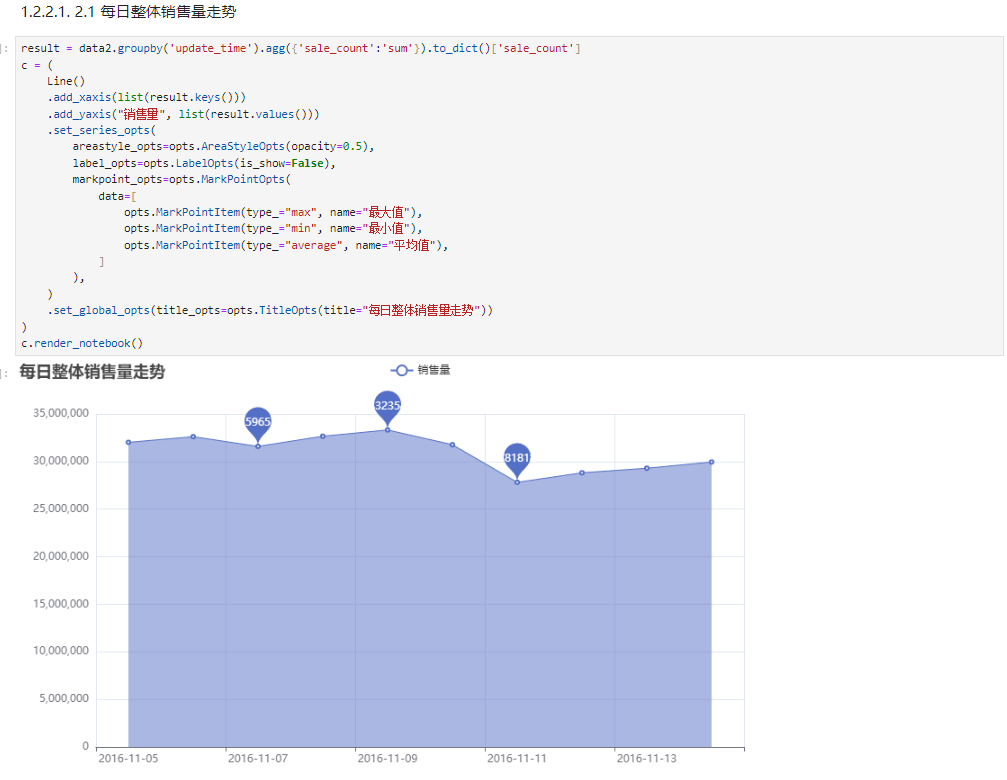 1.2.2.1. 2.1 每日整体销售量走势
]:
result = data2.groupby('update_time').agg({'sale_count':'sum'}).to_dict()['sale_count']
c = (
    Line()
    .add_xaxis(list(result.keys()))
    .add_yaxis("销售量", list(result.values()))
    .set_series_opts(
        areastyle_opts=opts.AreaStyleOpts(opacity=0.5),
        label_opts=opts.LabelOpts(is_show=False),
        markpoint_opts=opts.MarkPointOpts(
            data=[
                opts.MarkPointItem(type_="max", name="最大值"),
                opts.MarkPointItem(type_="min", name="最小值"),
                opts.MarkPointItem(type_="average", name="平均值"),
            ]
        ),
    )
    .set_global_opts(title_opts=opts.TitleOpts(title="每日整体销售量走势"))
)
c.render_notebook()
]:
每日整体销售量走势
销售量
3235
5965
8181
35,000,000
30,000,000
25,000,000
20,000,000
15,000,000
10,000,000
5,000,000
0
2016-11-05 2016-11-07 2016-11-09 2016-11-11 2016-11-13